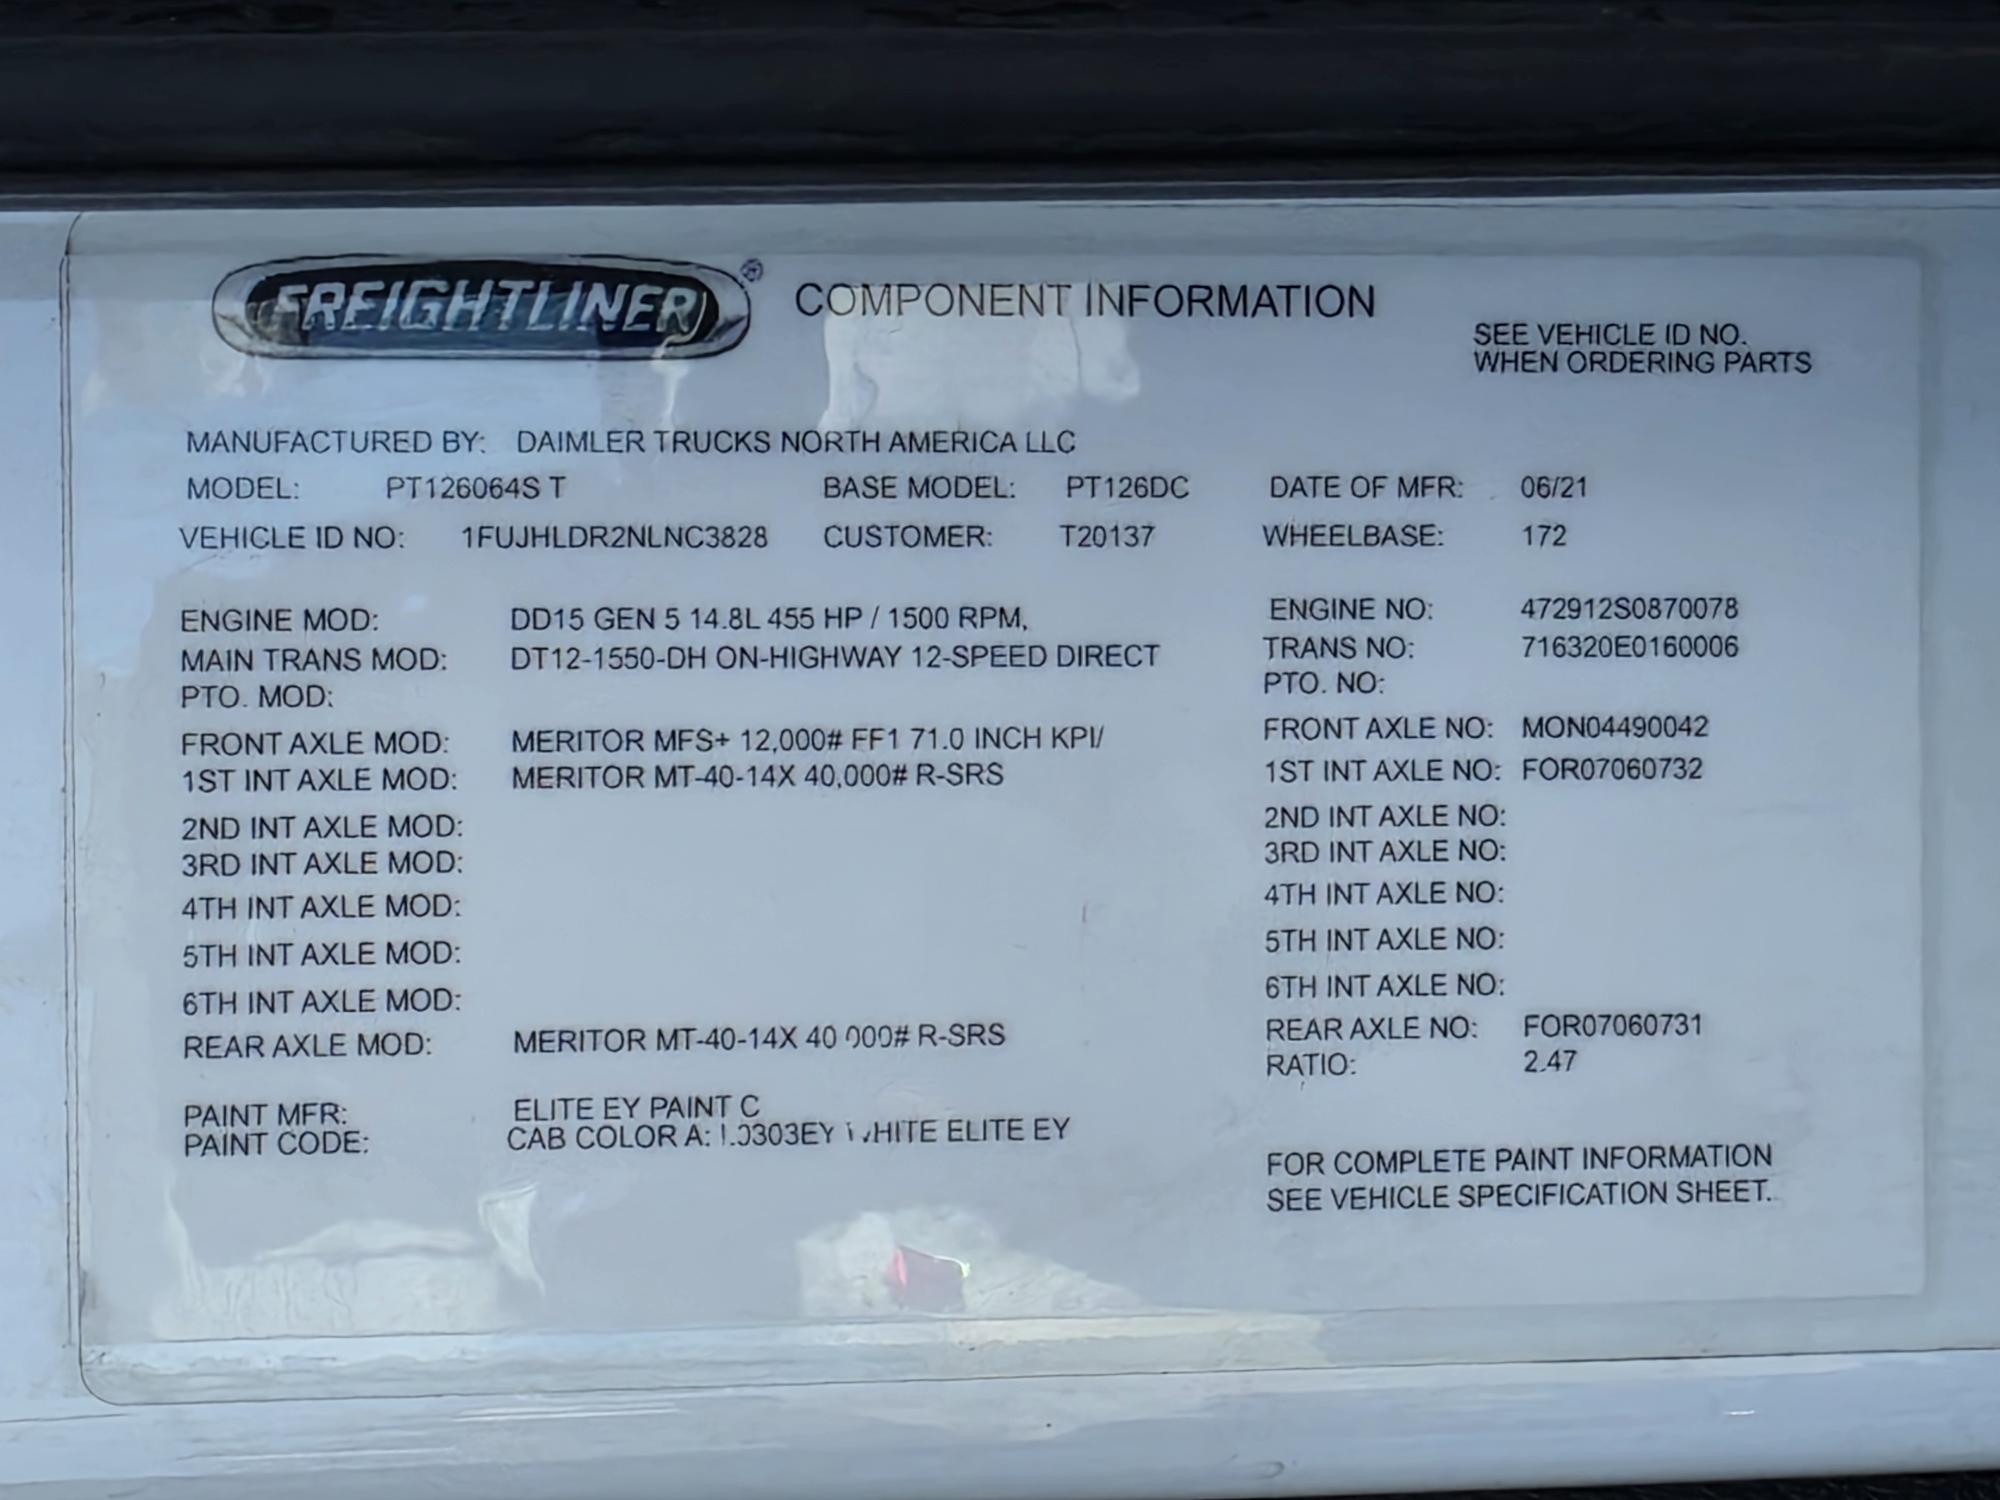 FREIGHTLINER® COMPONENT INFORMATION
SEE VEHICLE ID NO.
WHEN ORDERING PARTS
MANUFACTURED BY: DAIMLER TRUCKS NORTH AMERICA LLC
MODEL: PT126064S T BASE MODEL: PT126DC DATE OF MFR: 06/21
VEHICLE ID NO: 1FUJHLDR2NLNC3828 CUSTOMER: T20137 WHEELBASE: 172
ENGINE MOD: DD15 GEN 5 14.8L 455 HP / 1500 RPM, ENGINE NO: 472912S0870078
MAIN TRANS MOD: DT12-1550-DH ON-HIGHWAY 12-SPEED DIRECT TRANS NO: 716320E0160006
PTO. MOD: PTO. NO:
FRONT AXLE MOD: MERITOR MFS+ 12,000# FF1 71.0 INCH KPI/ FRONT AXLE NO: MON04490042
1ST INT AXLE MOD: MERITOR MT-40-14X 40,000# R-SRS 1ST INT AXLE NO: FOR07060732
2ND INT AXLE MOD: 2ND INT AXLE NO:
3RD INT AXLE MOD: 3RD INT AXLE NO:
4TH INT AXLE MOD: 4TH INT AXLE NO:
5TH INT AXLE MOD: 5TH INT AXLE NO:
6TH INT AXLE MOD: 6TH INT AXLE NO:
REAR AXLE MOD: MERITOR MT-40-14X 40 000# R-SRS REAR AXLE NO: FOR07060731
RATIO: 2.47
PAINT MFR: ELITE EY PAINT C
PAINT CODE: CAB COLOR A: WHITE ELITE EY
FOR COMPLETE PAINT INFORMATION
SEE VEHICLE SPECIFICATION SHEET.